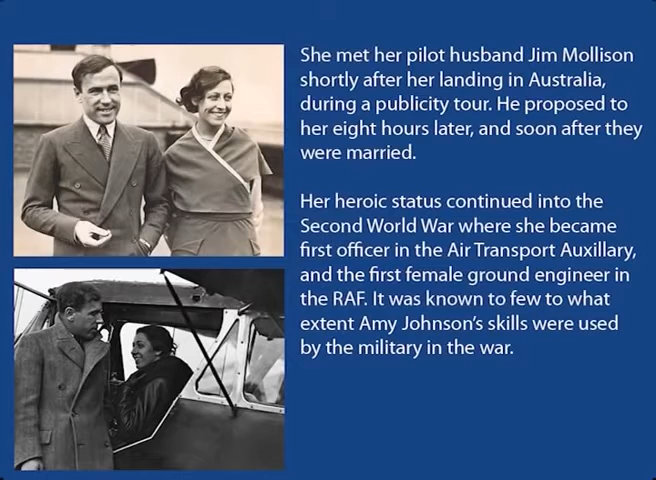 She met her pilot husband Jim Mollison
shortly after her landing in Australia,
during a publicity tour. He proposed to
her eight hours later, and soon after they
were married.
Her heroic status continued into the
Second World War where she became
first officer in the Air Transport Auxillary,
and the first female ground engineer in
the RAF. It was known to few to what
extent Amy Johnson's skills were used
by the military in the war.